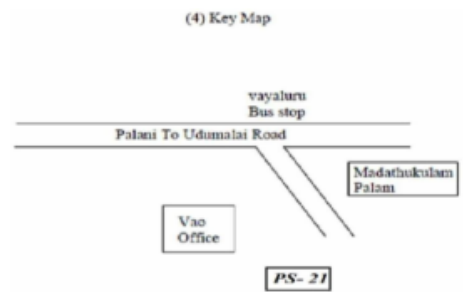 (4) Key Map
vayaluru
Bus stop
Palani To Udumalai Road
Madathukulam
Palam
Vao
Office
PS- 21